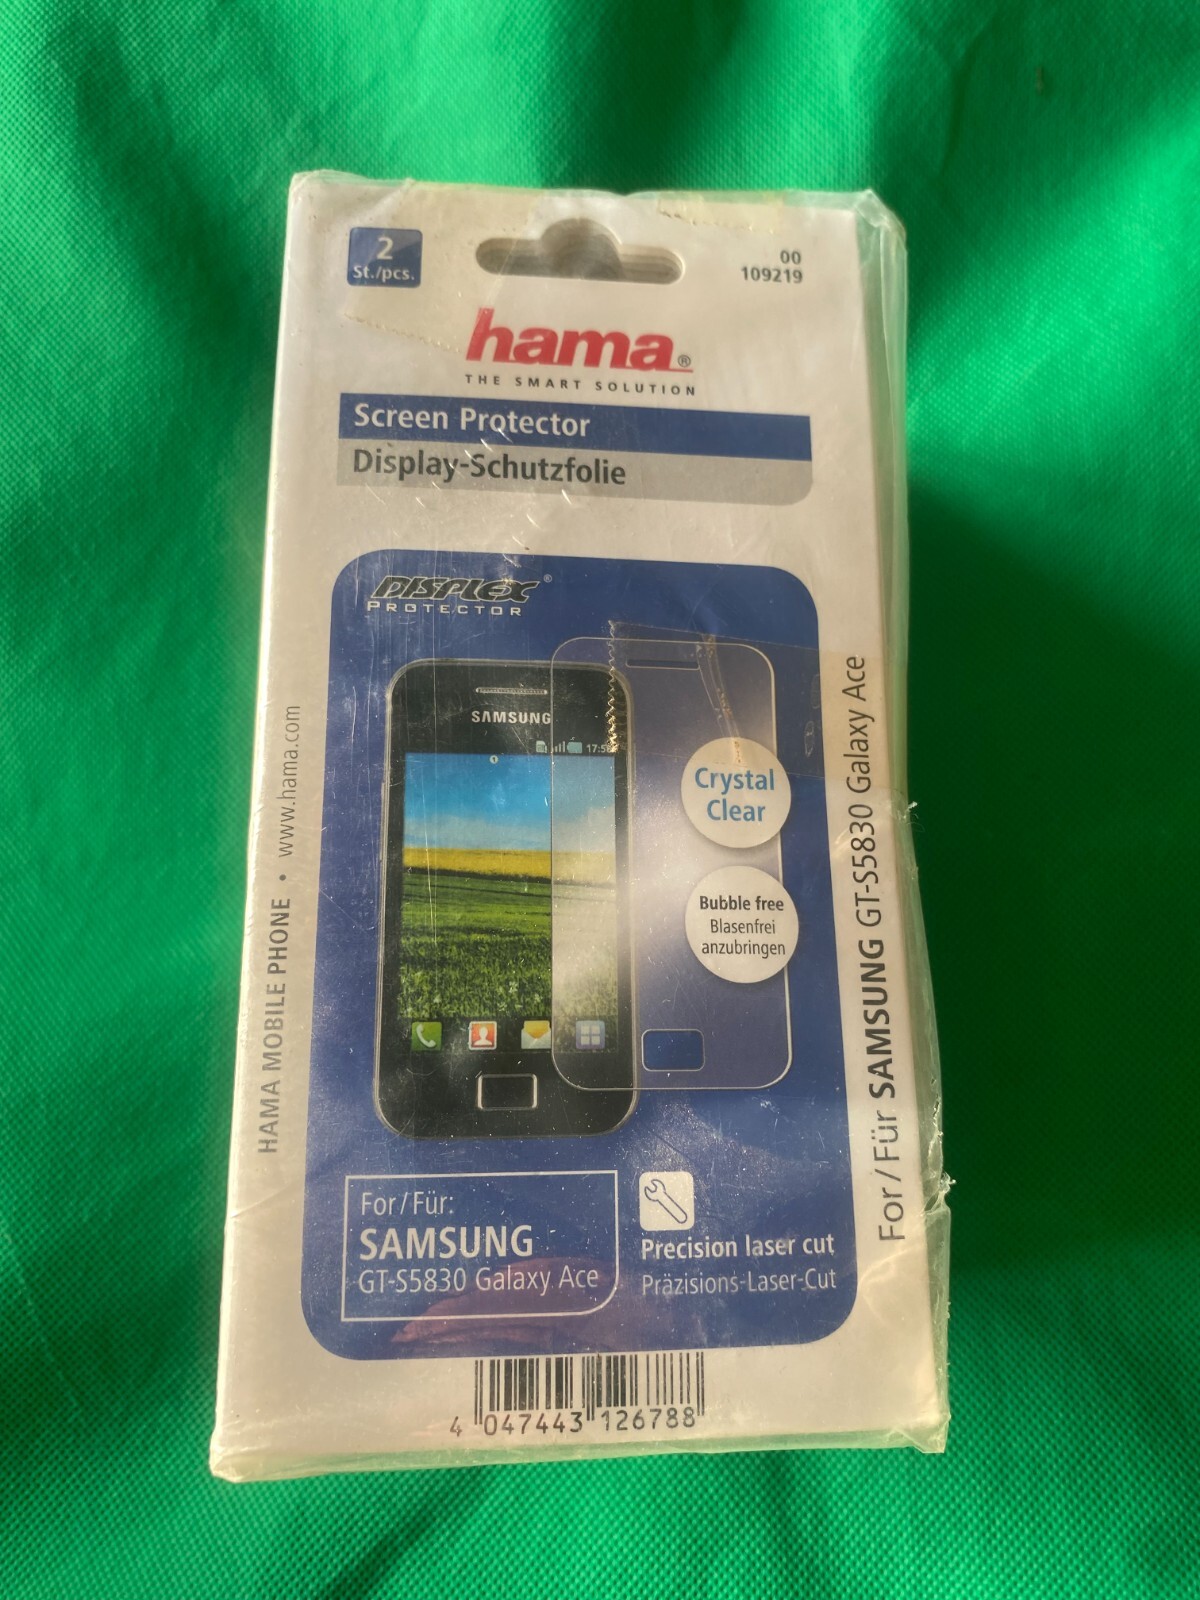 2
St./pcs.
00
109219
hama®
THE SMART SOLUTION
Screen Protector
Display-Schutzfolie
DISPLEX®
PROTECTOR
SAMSUNG
Crystal
Clear
Bubble free
Blasenfrei
anzubringen
HAMA MOBILE PHONE • www.hama.com
For / Für SAMSUNG GT-S5830 Galaxy Ace
For / Für:
SAMSUNG
GT-S5830 Galaxy Ace
Precision laser cut
Präzisions-Laser-Cut
4 047443 126788